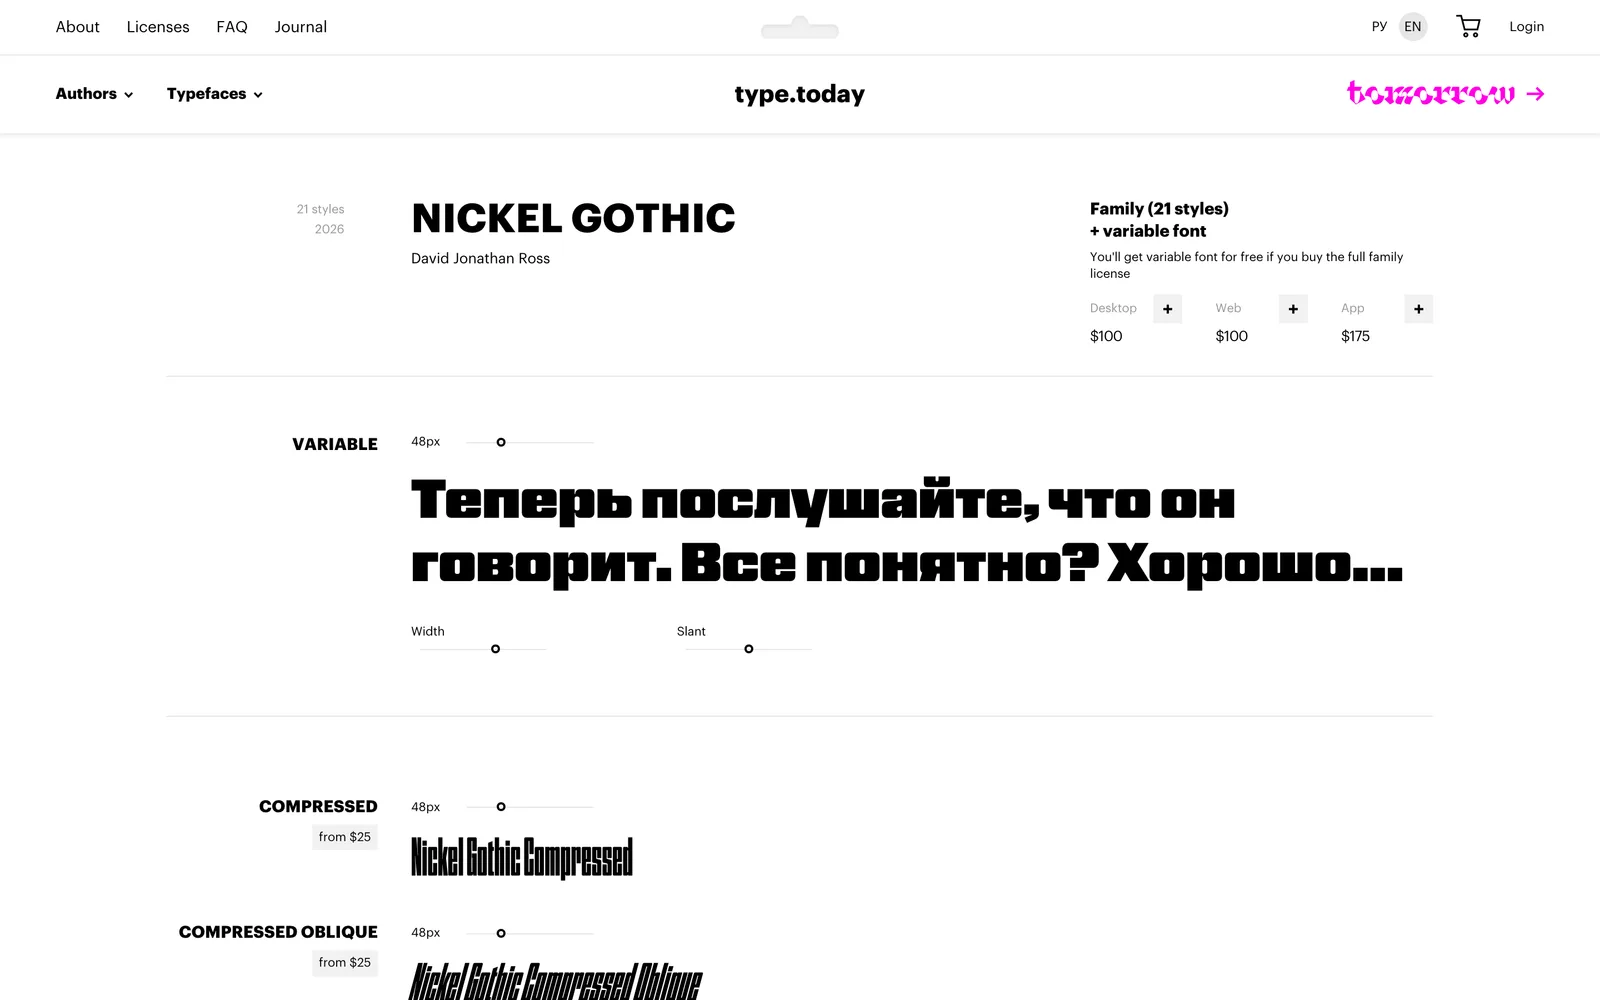 About Licenses FAQ Journal
РУ EN Login
Authors Typefaces
type.today
tomorrow →
21 styles
2026
NICKEL GOTHIC
David Jonathan Ross
Family (21 styles)
+ variable font
You'll get variable font for free if you buy the full family
license
Desktop + Web + App +
$100 $100 $175
VARIABLE
48px
Теперь послушайте, что он
говорит. Все понятно? Хорошо...
Width Slant
COMPRESSED
48px
from $25
Nickel Gothic Compressed
COMPRESSED OBLIQUE
48px
from $25
Nickel Gothic Compressed Oblique